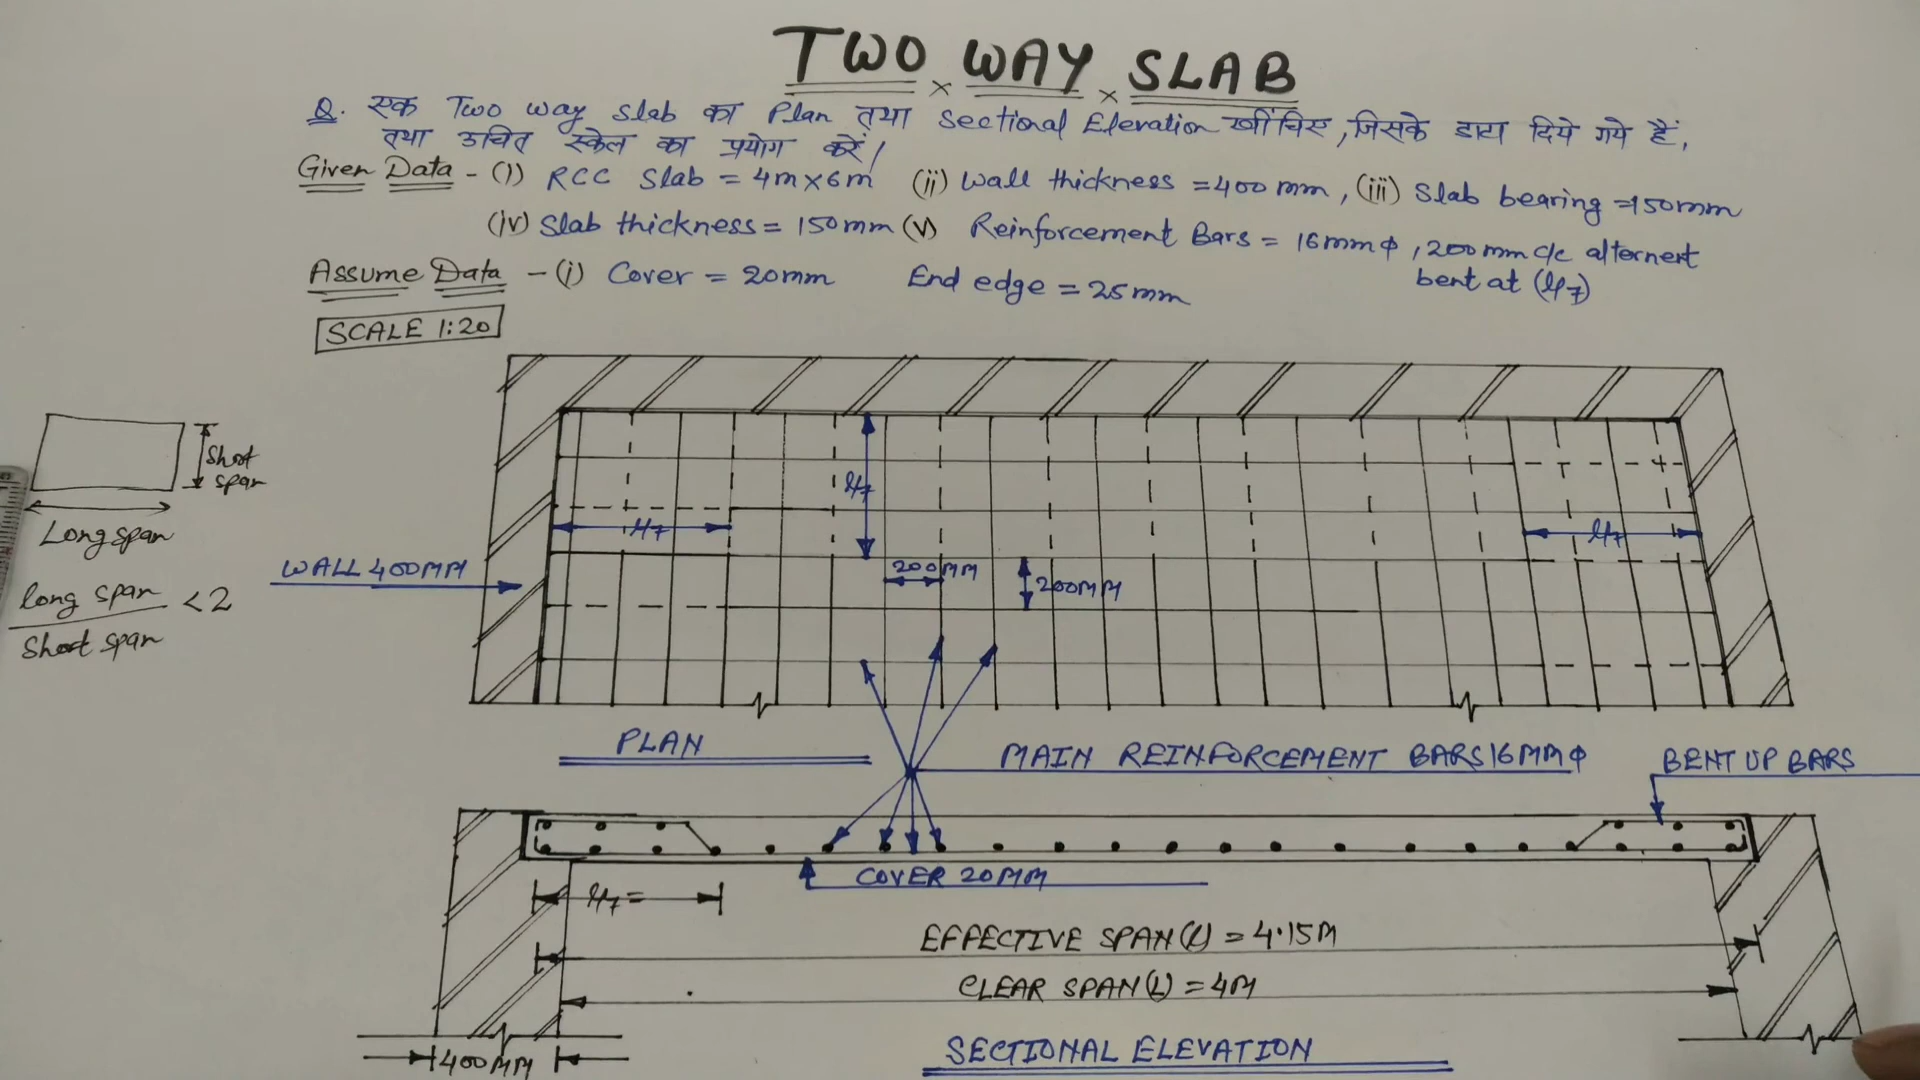 TWO WAY SLAB
Q. एक Two way slab का Plan तथा Sectional Elevation खींचिए, जिसके डाटा दिये गये हैं,
तथा उचित स्केल का प्रयोग करें।
Given Data - (i) RCC Slab = 4m x 6m (ii) Wall thickness = 400 mm, (iii) Slab bearing = 150mm
(iv) Slab thickness = 150mm (v) Reinforcement Bars = 16mm ϕ, 200 mm c/c alternert
bent at (l/7)
Assume Data - (i) Cover = 20mm End edge = 25mm
SCALE 1:20
Short
span
Long span
long span / Short span < 2
WALL 400MM
l/7
l/7
l/7
200MM
200MM
PLAN
MAIN REINFORCEMENT BARS 16MM ϕ
BENT UP BARS
COVER 20MM
l/7 =
EFFECTIVE SPAN (l) = 4.15M
CLEAR SPAN (L) = 4M
400MM
SECTIONAL ELEVATION